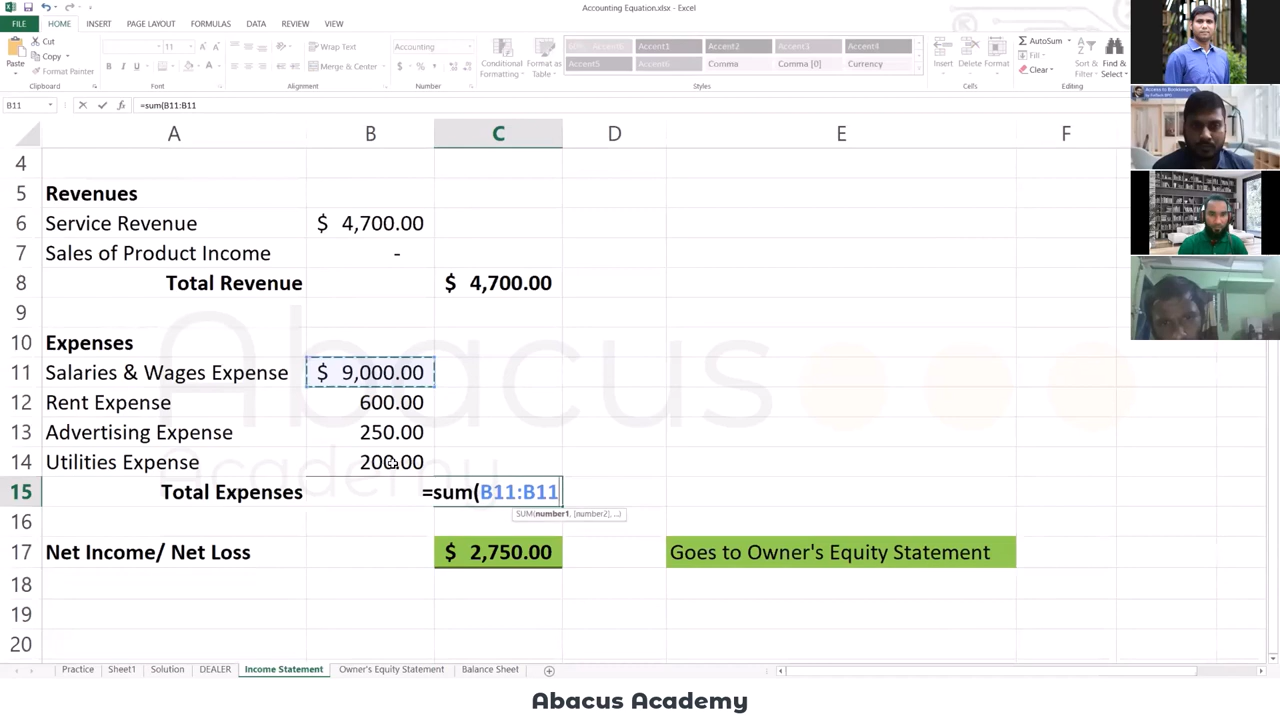 Accounting Equation.xlsx - Excel
FILE HOME INSERT PAGE LAYOUT FORMULAS DATA REVIEW VIEW
Paste
Cut
Copy
Format Painter
Clipboard
11
B I U
Font
Wrap Text
Merge & Center
Alignment
Accounting
$ % ,
Number
Conditional Formatting
Format as Table
Accent1 Accent2 Accent3 Accent4
Accent5 Accent6 Comma Comma [0] Currency
Styles
Insert Delete Format
Cells
AutoSum
Fill
Clear
Sort & Filter
Find & Select
Editing
B11 =sum(B11:B11
A B C D E F
4
5 Revenues
6 Service Revenue $ 4,700.00
7 Sales of Product Income -
8 Total Revenue $ 4,700.00
9
10 Expenses
11 Salaries & Wages Expense $ 9,000.00
12 Rent Expense 600.00
13 Advertising Expense 250.00
14 Utilities Expense 200.00
15 Total Expenses =sum(B11:B11
SUM(number1, [number2], ...)
16
17 Net Income/ Net Loss $ 2,750.00 Goes to Owner's Equity Statement
18
19
20
Abacus
Academy
Practice Sheet1 Solution DEALER Income Statement Owner's Equity Statement Balance Sheet
Access to Bookkeeping
Abacus Academy